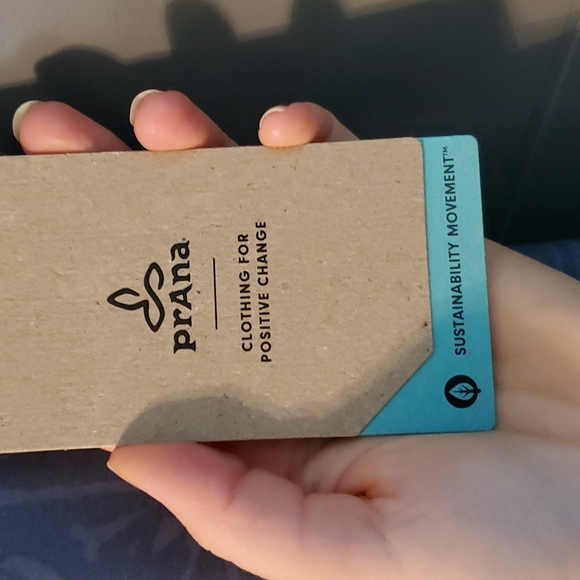 prAna
CLOTHING FOR
POSITIVE CHANGE
SUSTAINABILITY MOVEMENT™